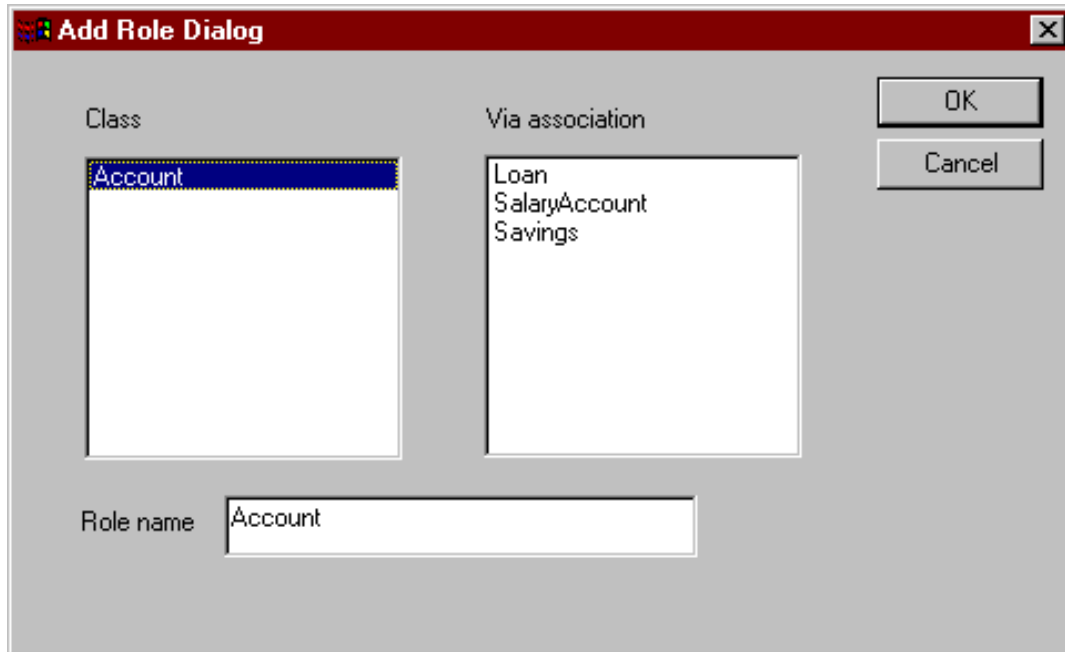 Add Role Dialog
Class
Via association
OK
Cancel
Account
Loan
SalaryAccount
Savings
Role name
Account